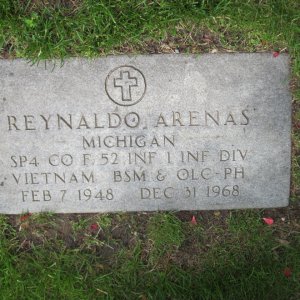 REYNALDO ARENAS
MICHIGAN
SP4 CO F 52 INF 1 INF DIV
VIETNAM BSM & OLC-PH
FEB 7 1948 DEC 31 1968